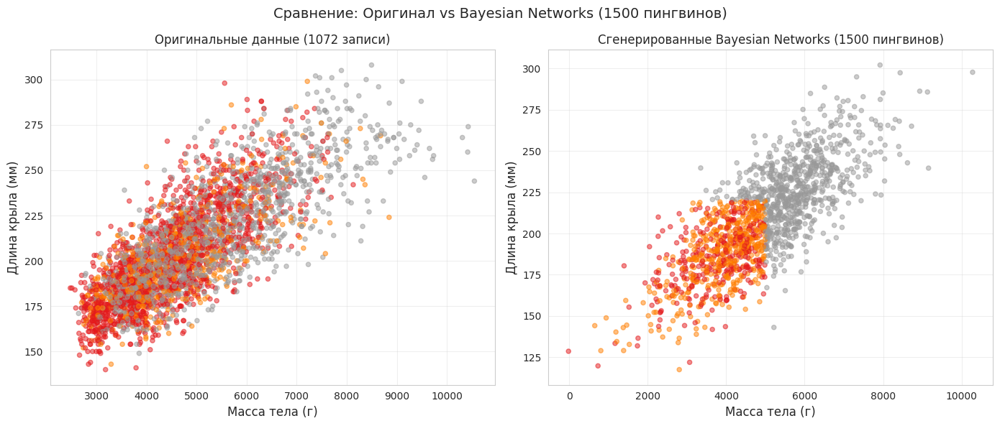 Сравнение: Оригинал vs Bayesian Networks (1500 пингвинов)
Оригинальные данные (1072 записи)
300
275
250
225
200
175
150
Длина крыла (мм)
3000 4000 5000 6000 7000 8000 9000 10000
Масса тела (г)
Сгенерированные Bayesian Networks (1500 пингвинов)
300
275
250
225
200
175
150
125
Длина крыла (мм)
0 2000 4000 6000 8000 10000
Масса тела (г)